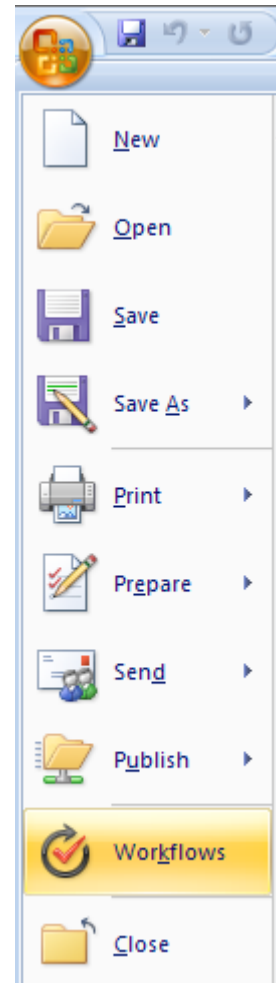 New
Open
Save
Save As
Print
Prepare
Send
Publish
Workflows
Close